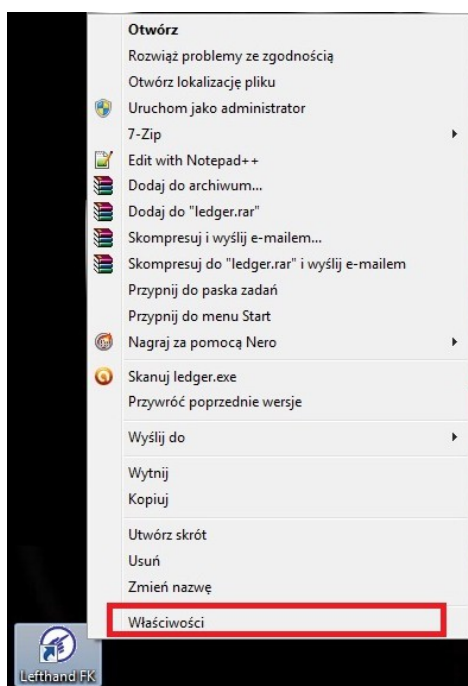 Otwórz
Rozwiąż problemy ze zgodnością
Otwórz lokalizację pliku
Uruchom jako administrator
7-Zip
Edit with Notepad++
Dodaj do archiwum...
Dodaj do "ledger.rar"
Skompresuj i wyślij e-mailem...
Skompresuj do "ledger.rar" i wyślij e-mailem
Przypnij do paska zadań
Przypnij do menu Start
Nagraj za pomocą Nero
Skanuj ledger.exe
Przywróć poprzednie wersje
Wyślij do
Wytnij
Kopiuj
Utwórz skrót
Usuń
Zmień nazwę
Właściwości
Lefthand FK